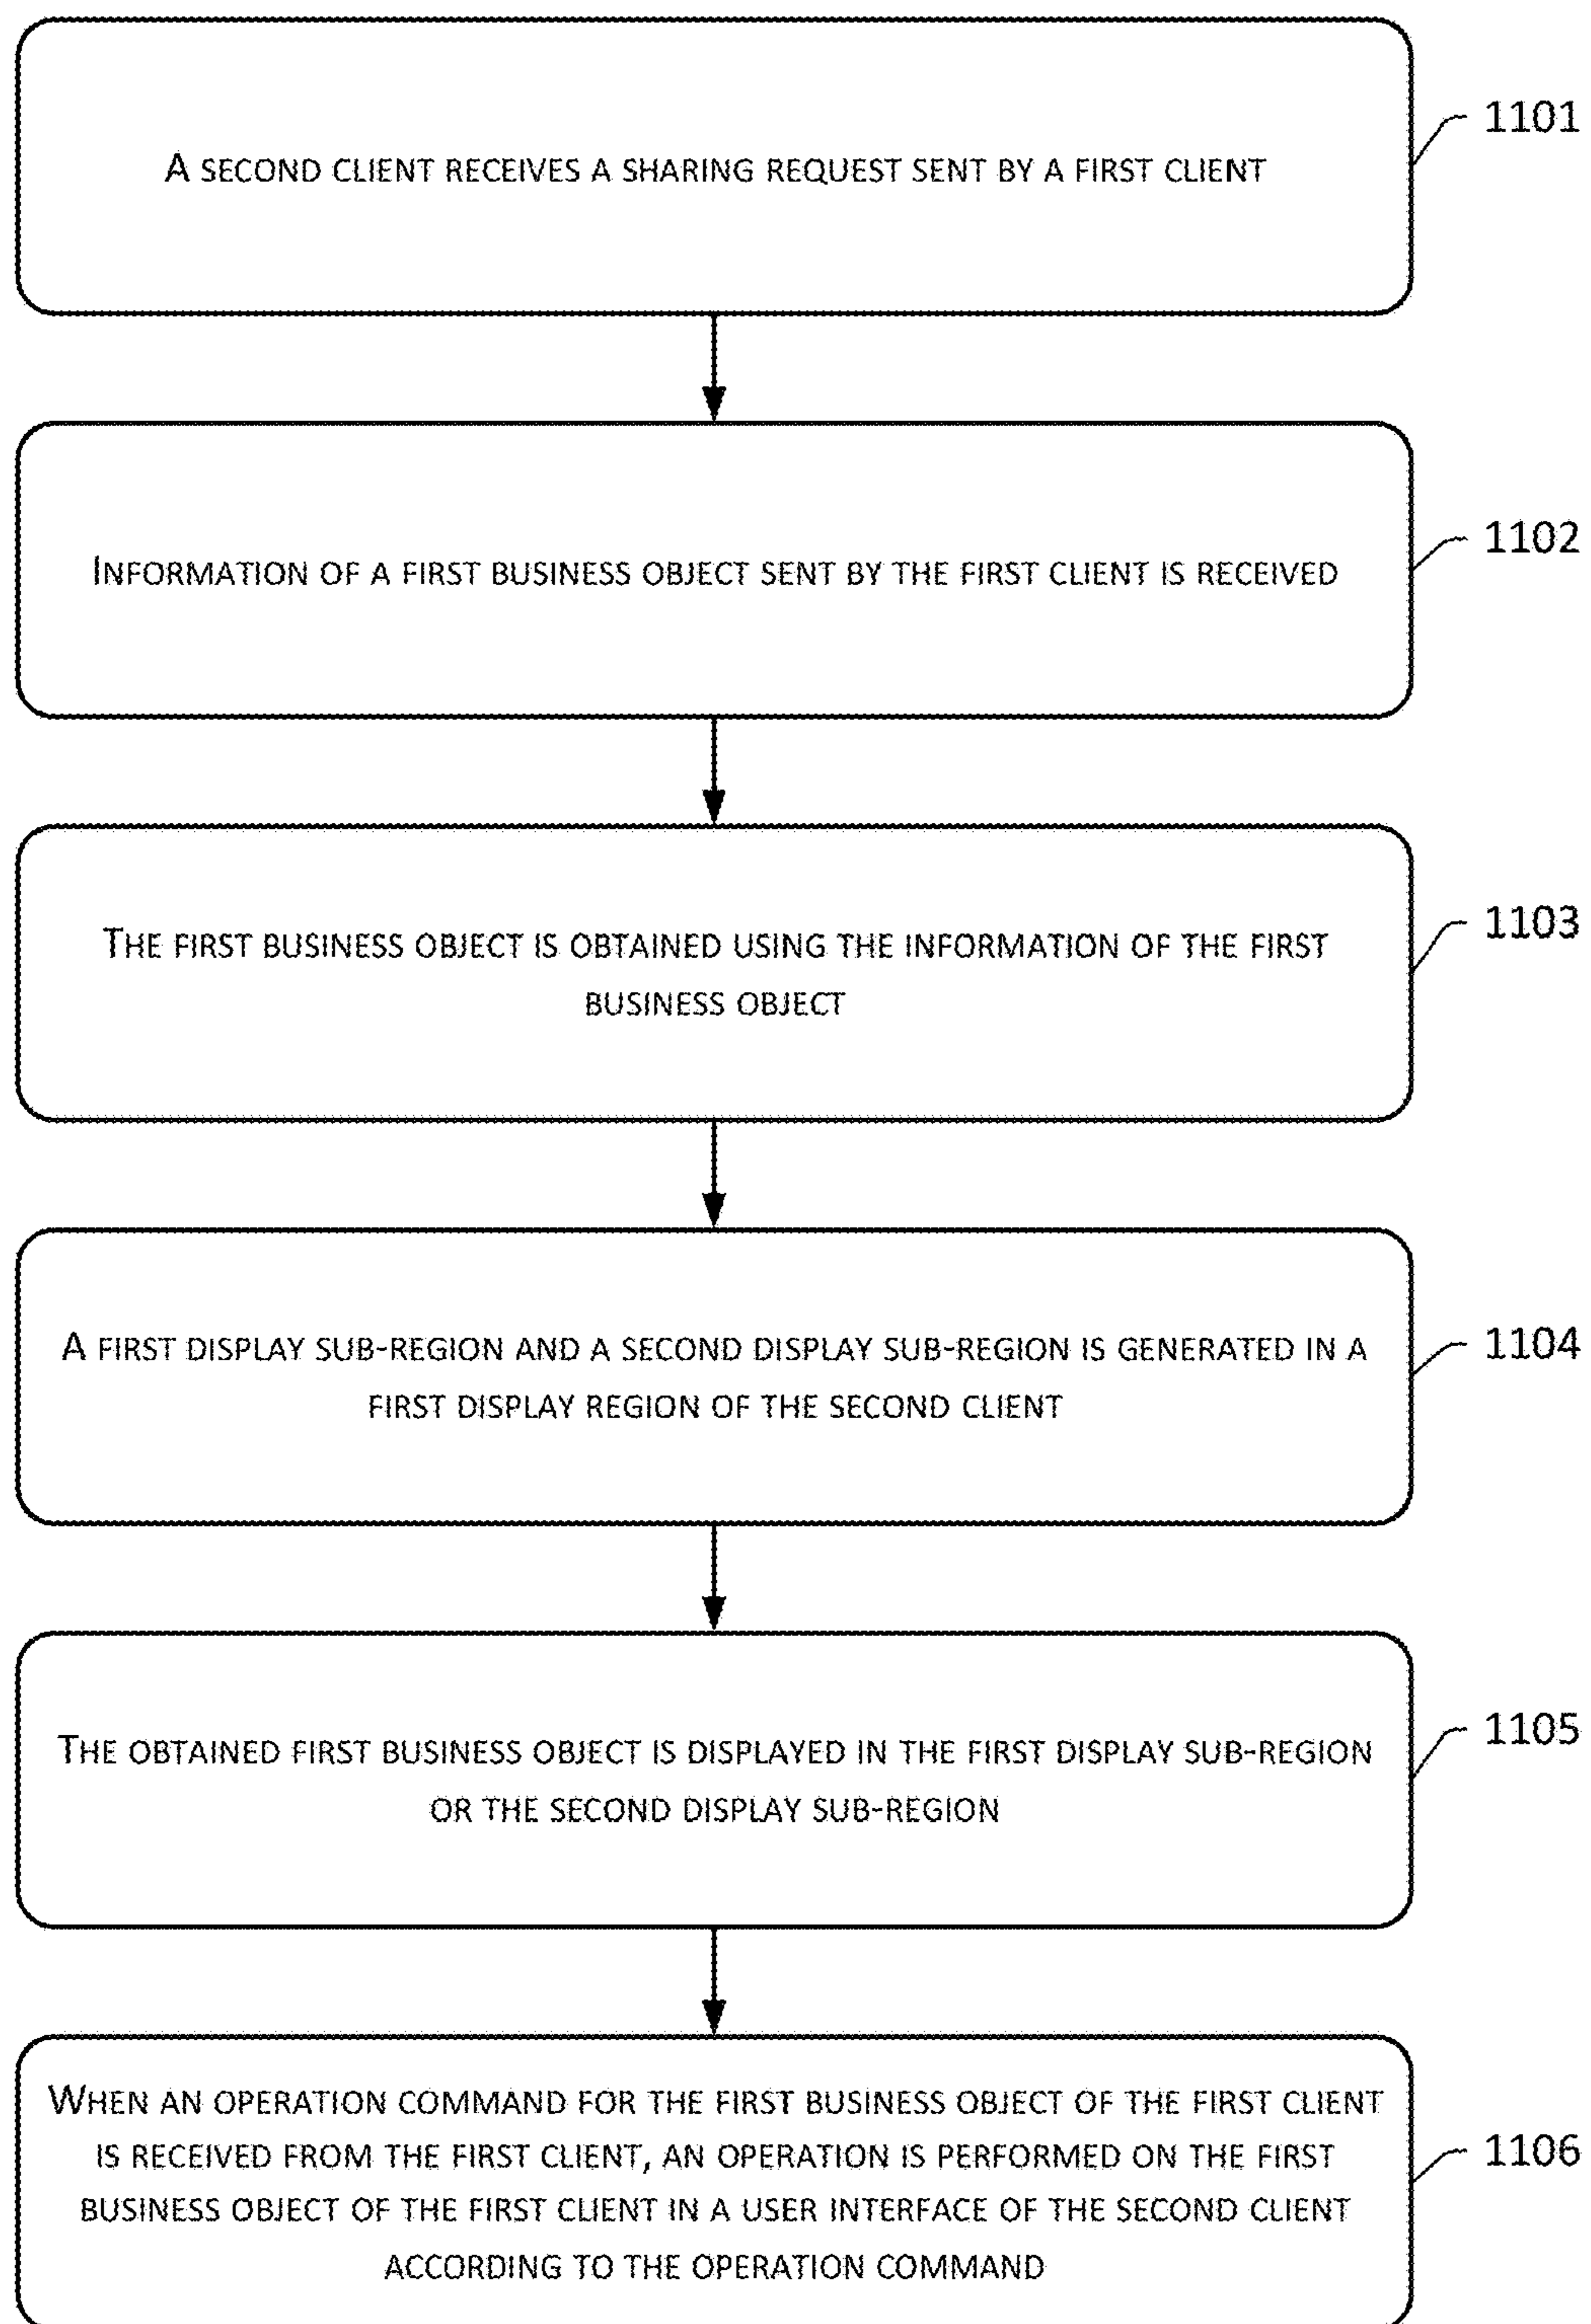 A SECOND CLIENT RECEIVES A SHARING REQUEST SENT BY A FIRST CLIENT
1101
INFORMATION OF A FIRST BUSINESS OBJECT SENT BY THE FIRST CLIENT IS RECEIVED
1102
THE FIRST BUSINESS OBJECT IS OBTAINED USING THE INFORMATION OF THE FIRST
BUSINESS OBJECT
1103
A FIRST DISPLAY SUB-REGION AND A SECOND DISPLAY SUB-REGION IS GENERATED IN A
FIRST DISPLAY REGION OF THE SECOND CLIENT
1104
THE OBTAINED FIRST BUSINESS OBJECT IS DISPLAYED IN THE FIRST DISPLAY SUB-REGION
OR THE SECOND DISPLAY SUB-REGION
1105
WHEN AN OPERATION COMMAND FOR THE FIRST BUSINESS OBJECT OF THE FIRST CLIENT
IS RECEIVED FROM THE FIRST CLIENT, AN OPERATION IS PERFORMED ON THE FIRST
BUSINESS OBJECT OF THE FIRST CLIENT IN A USER INTERFACE OF THE SECOND CLIENT
ACCORDING TO THE OPERATION COMMAND
1106